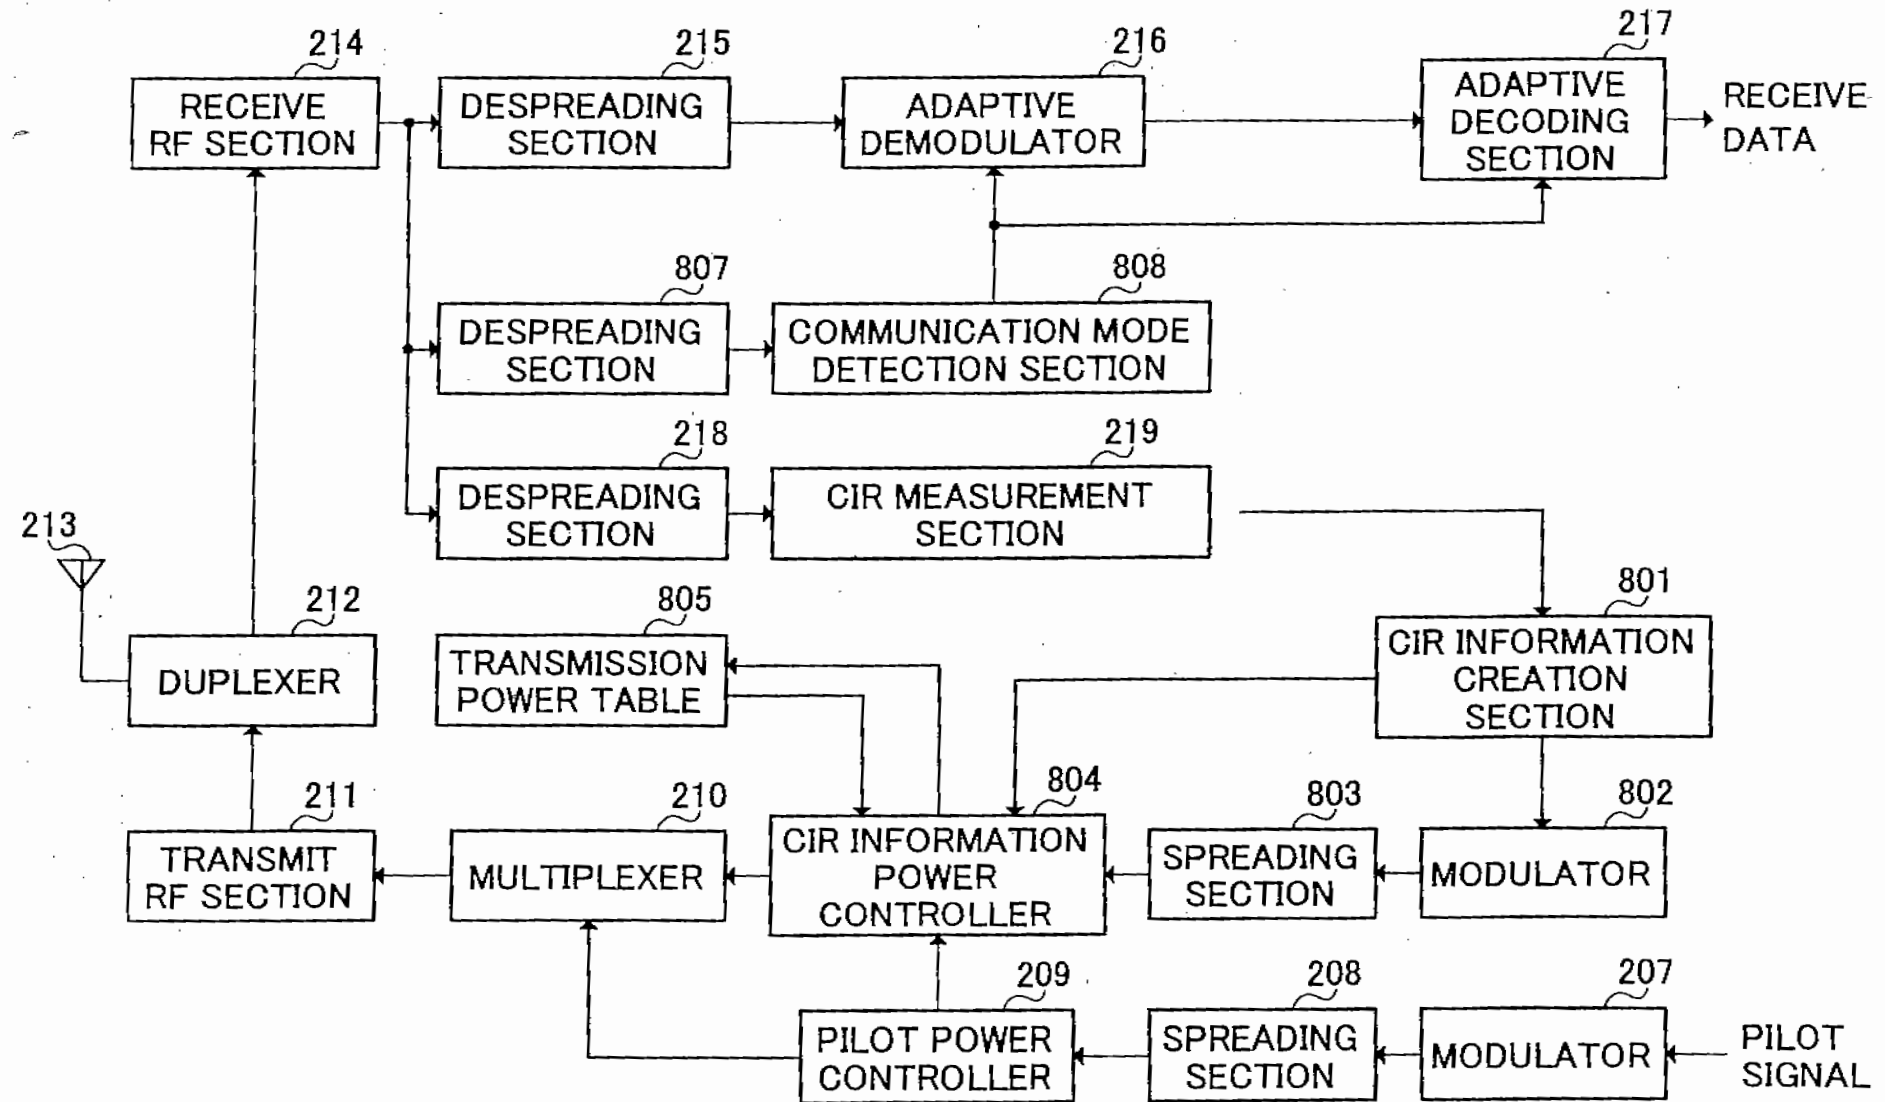 214
RECEIVE
RF SECTION
215
DESPREADING
SECTION
216
ADAPTIVE
DEMODULATOR
217
ADAPTIVE
DECODING
SECTION
RECEIVE
DATA
807
DESPREADING
SECTION
808
COMMUNICATION MODE
DETECTION SECTION
218
DESPREADING
SECTION
219
CIR MEASUREMENT
SECTION
213
212
DUPLEXER
805
TRANSMISSION
POWER TABLE
801
CIR INFORMATION
CREATION
SECTION
211
TRANSMIT
RF SECTION
210
MULTIPLEXER
804
CIR INFORMATION
POWER
CONTROLLER
803
SPREADING
SECTION
802
MODULATOR
209
PILOT POWER
CONTROLLER
208
SPREADING
SECTION
207
MODULATOR
PILOT
SIGNAL